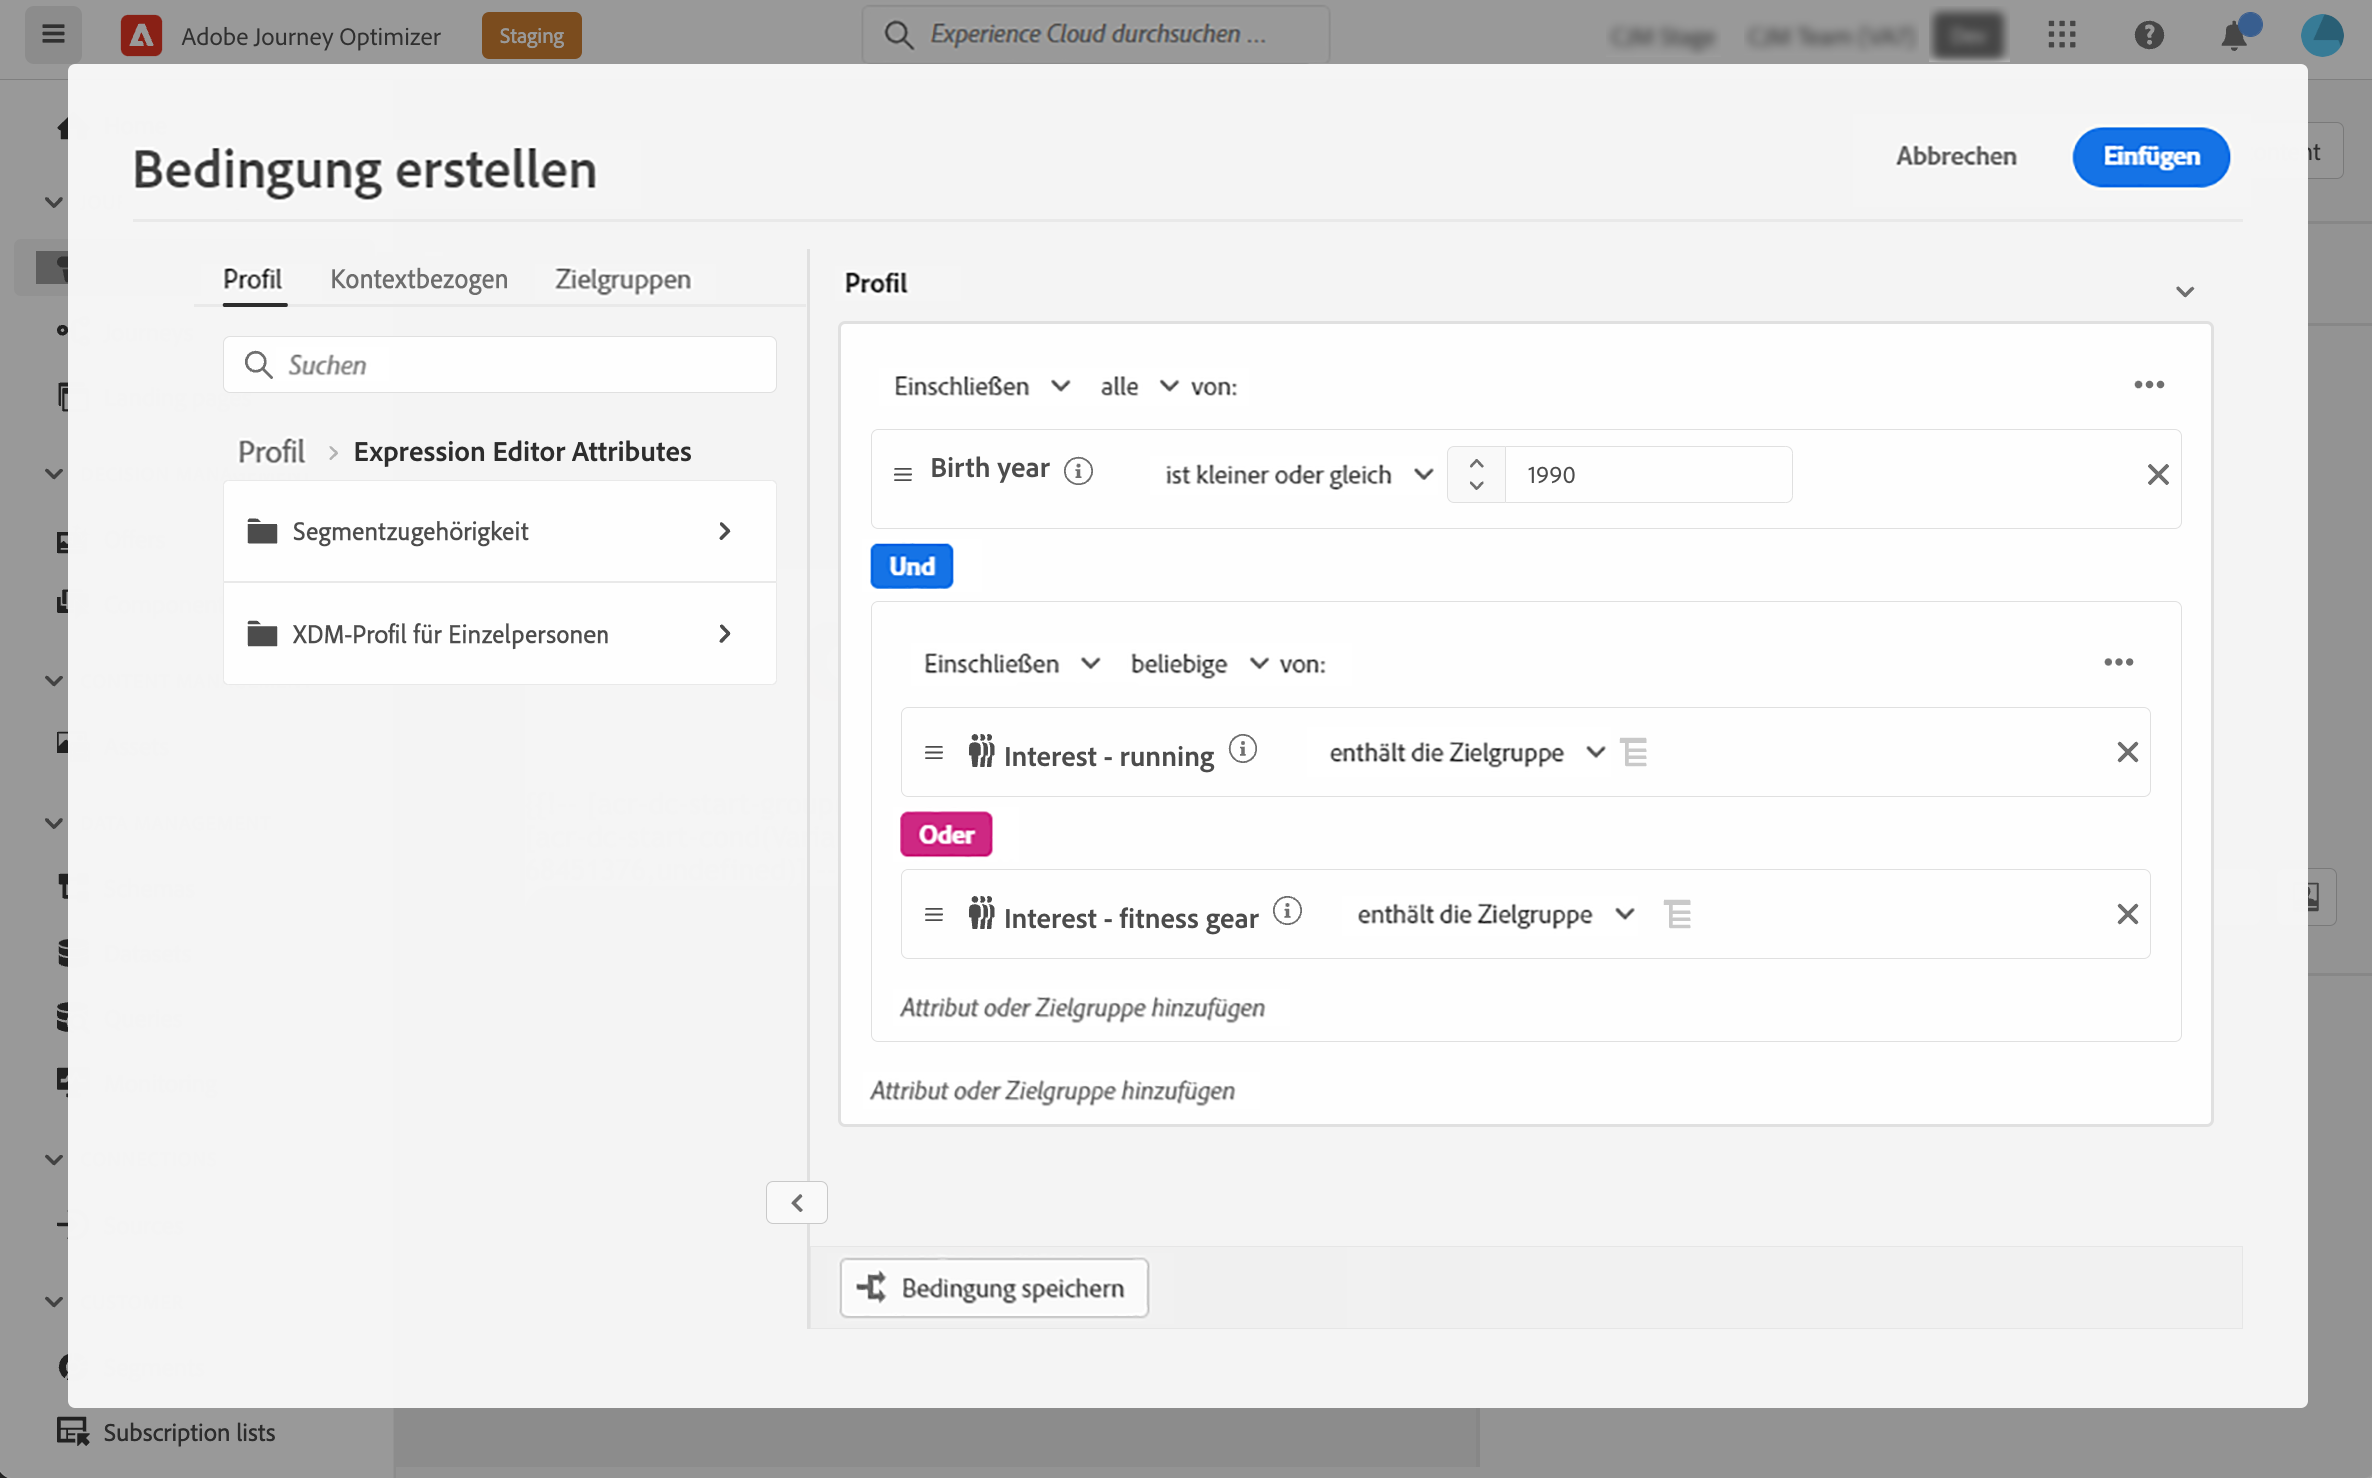 Adobe Journey Optimizer
Staging
Experience Cloud durchsuchen ...
Bedingung erstellen
Abbrechen
Einfügen
Profil
Kontextbezogen
Zielgruppen
Suchen
Profil > Expression Editor Attributes
Segmentzugehörigkeit
XDM-Profil für Einzelpersonen
Profil
Einschließen alle von:
Birth year ist kleiner oder gleich 1990
Und
Einschließen beliebige von:
Interest - running enthält die Zielgruppe
Oder
Interest - fitness gear enthält die Zielgruppe
Attribut oder Zielgruppe hinzufügen
Attribut oder Zielgruppe hinzufügen
Bedingung speichern
Subscription lists